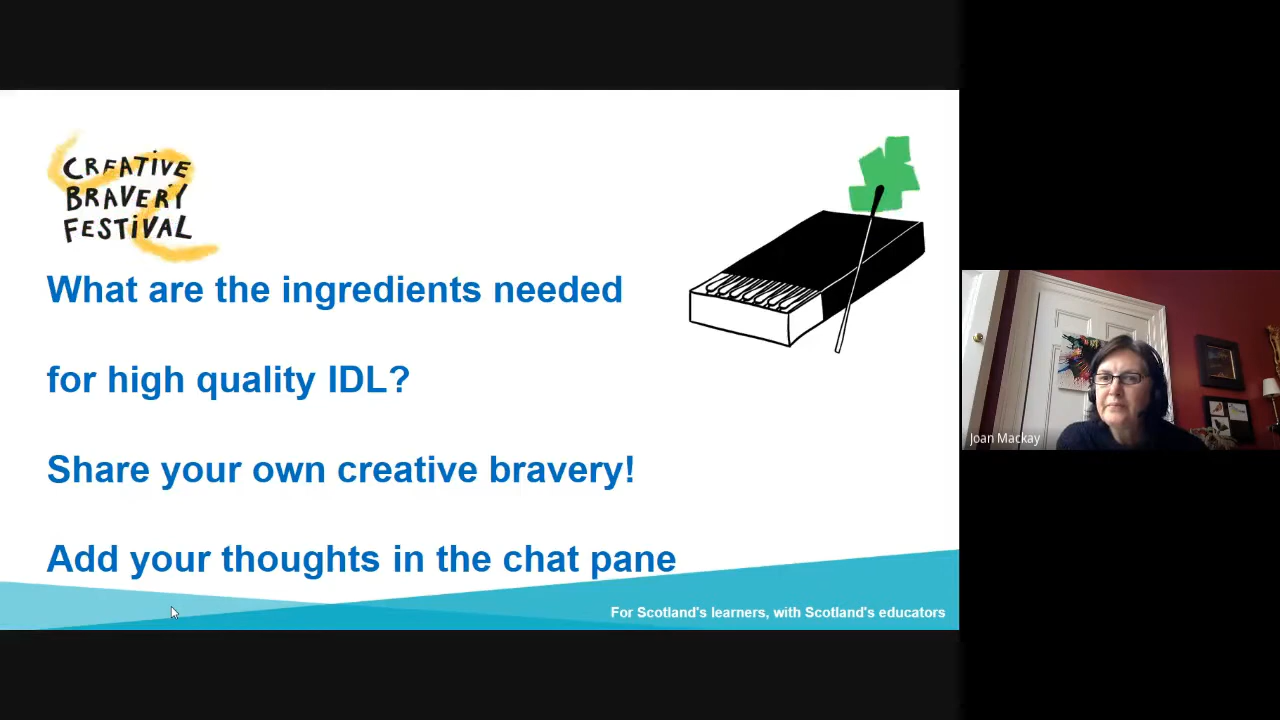 CREATIVE
BRAVERY
FESTIVAL
What are the ingredients needed
for high quality IDL?
Share your own creative bravery!
Add your thoughts in the chat pane
For Scotland's learners, with Scotland's educators
Joan Mackay